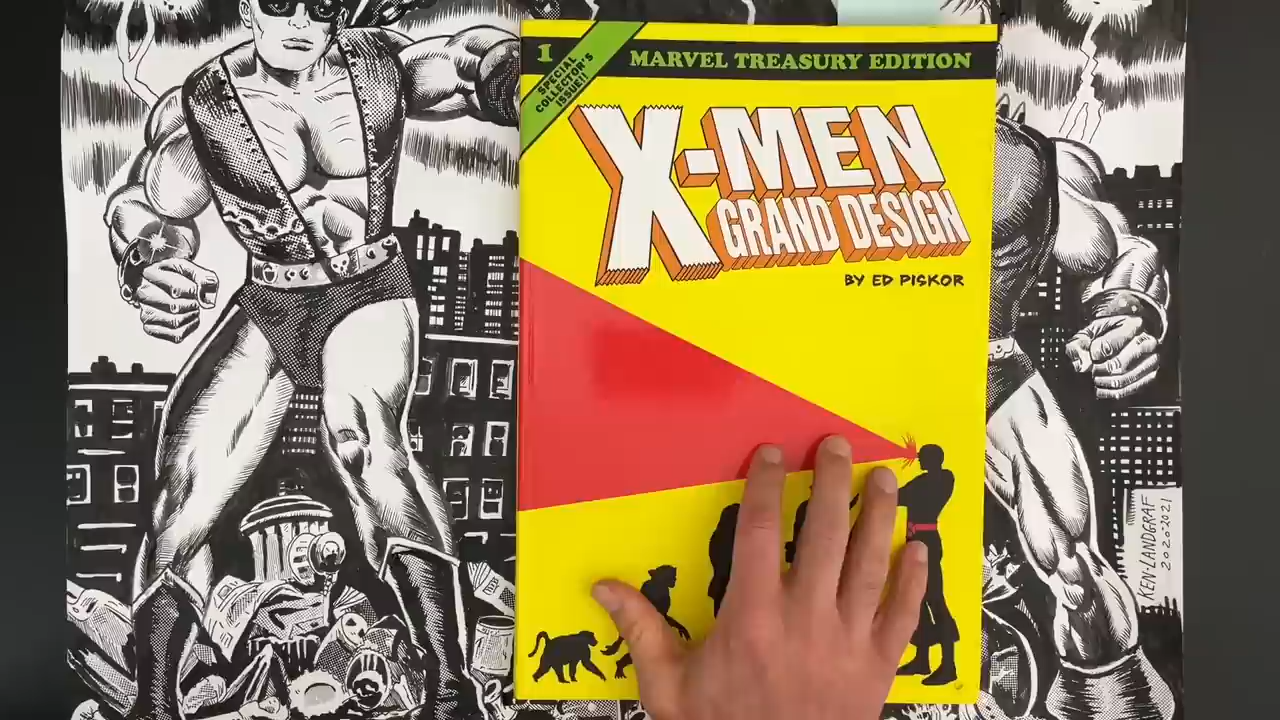 1
MARVEL TREASURY EDITION
SPECIAL
COLLECTOR'S
ISSUE!!
X-MEN
GRAND DESIGN
BY ED PISKOR
KEN·LANDGRAF
2020-2021